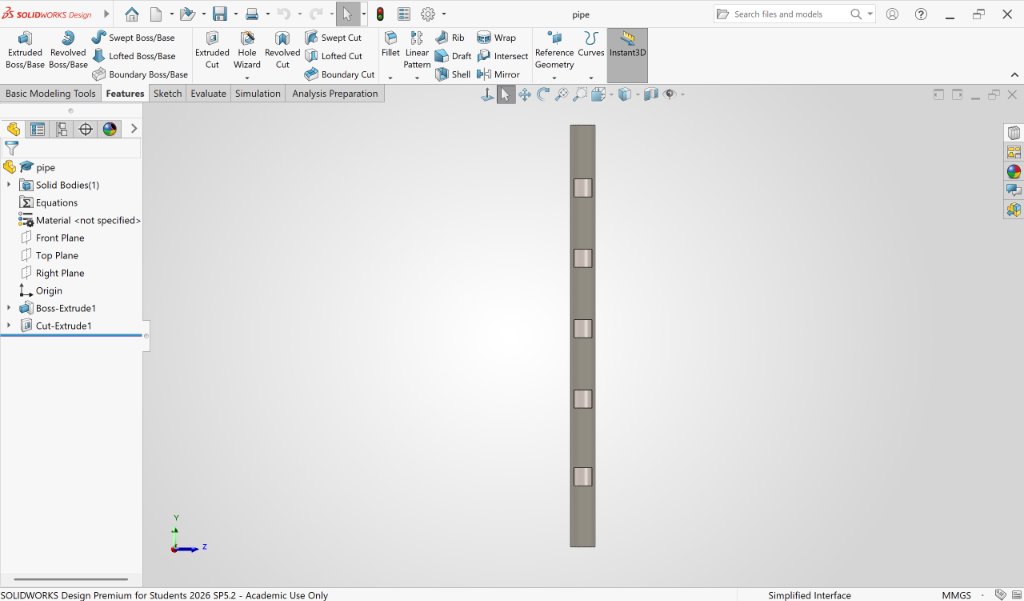 SOLIDWORKS Design
pipe
Search files and models
Extruded Boss/Base
Revolved Boss/Base
Swept Boss/Base
Lofted Boss/Base
Boundary Boss/Base
Extruded Cut
Hole Wizard
Revolved Cut
Swept Cut
Lofted Cut
Boundary Cut
Fillet
Linear Pattern
Rib
Draft
Shell
Wrap
Intersect
Mirror
Reference Geometry
Curves
Instant3D
Basic Modeling Tools
Features
Sketch
Evaluate
Simulation
Analysis Preparation
pipe
Solid Bodies(1)
Equations
Material <not specified>
Front Plane
Top Plane
Right Plane
Origin
Boss-Extrude1
Cut-Extrude1
Y
Z
SOLIDWORKS Design Premium for Students 2026 SP5.2 - Academic Use Only
Simplified Interface
MMGS